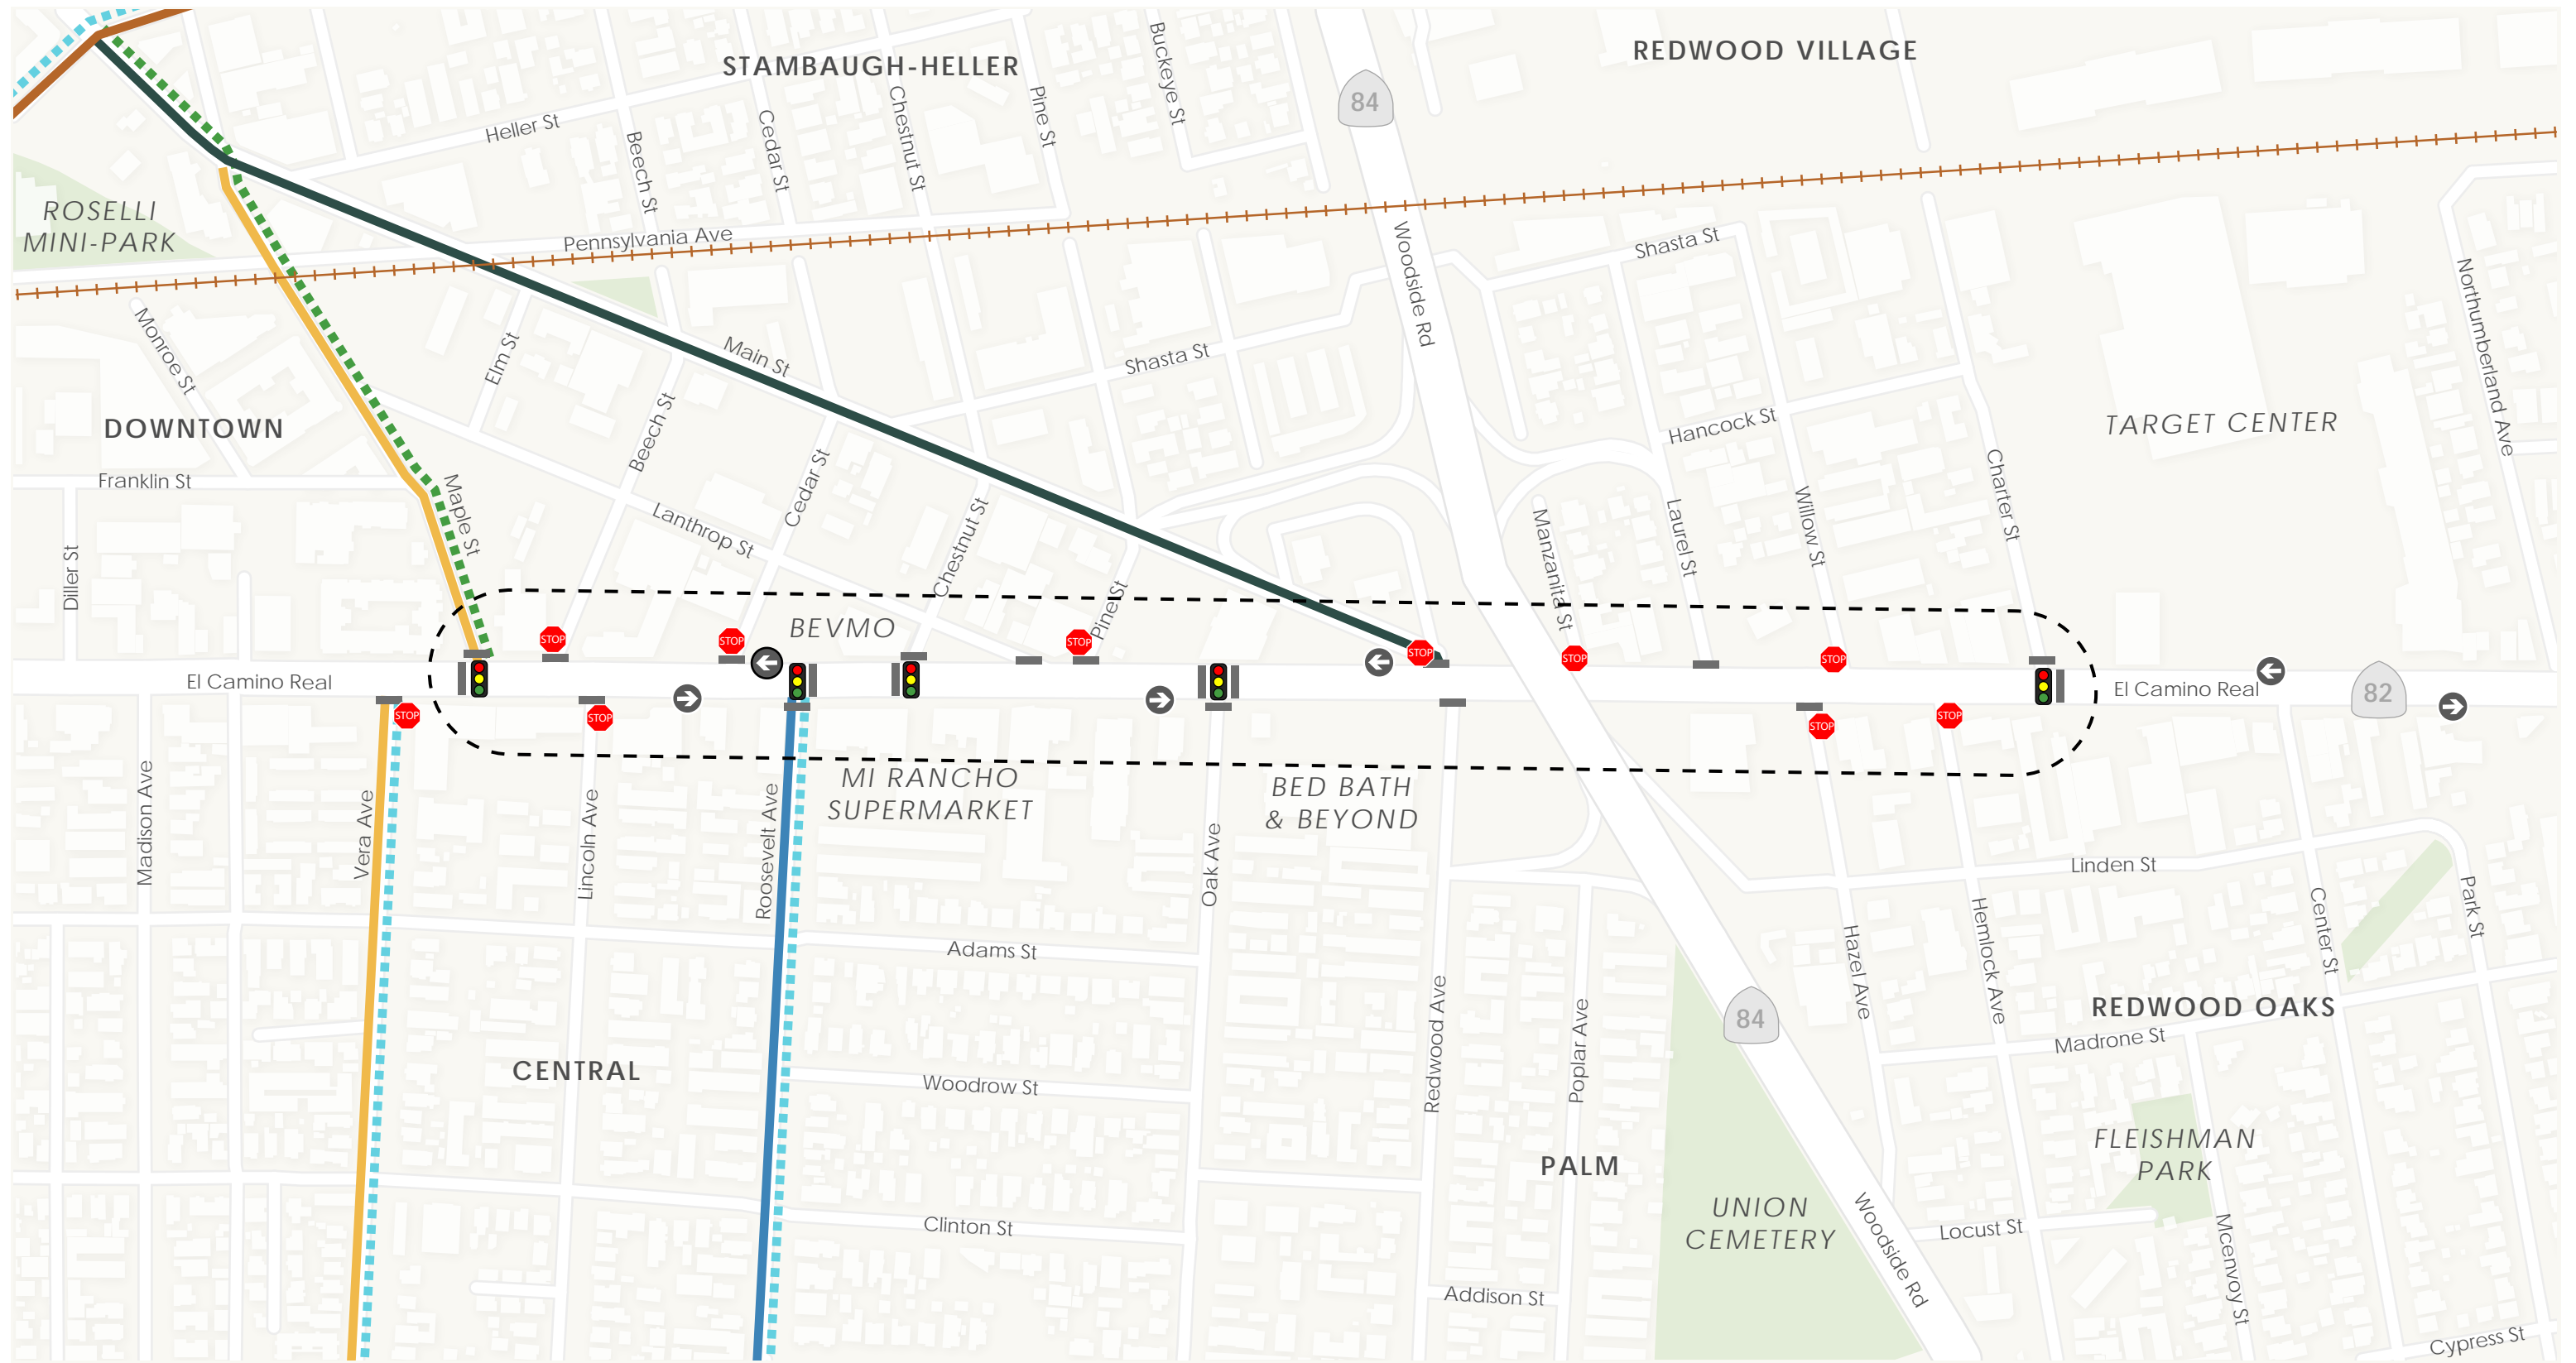 STAMBAUGH-HELLER
REDWOOD VILLAGE
Buckeye St
84
Heller St
Beech St
Cedar St
Chestnut St
Pine St
ROSELLI
MINI-PARK
Pennsylvania Ave
Woodside Rd
Shasta St
Northumberland Ave
Monroe St
Elm St
Main St
Shasta St
DOWNTOWN
Beech St
Hancock St
TARGET CENTER
Franklin St
Maple St
Cedar St
Charter St
Lanthrop St
Chestnut St
Manzanita St
Laurel St
Willow St
Diller St
Pine St
BEVMO
STOP
STOP
STOP
STOP
STOP
STOP
El Camino Real
El Camino Real
82
STOP
STOP
STOP
STOP
Madison Ave
Vera Ave
Lincoln Ave
Roosevelt Ave
MI RANCHO
SUPERMARKET
Oak Ave
BED BATH
& BEYOND
Linden St
Adams St
Hazel Ave
Hemlock Ave
Center St
Park St
84
REDWOOD OAKS
Madrone St
CENTRAL
Woodrow St
Redwood Ave
Poplar Ave
FLEISHMAN
PARK
PALM
UNION
CEMETERY
Clinton St
Woodside Rd
Locust St
Mcenvoy St
Addison St
Cypress St